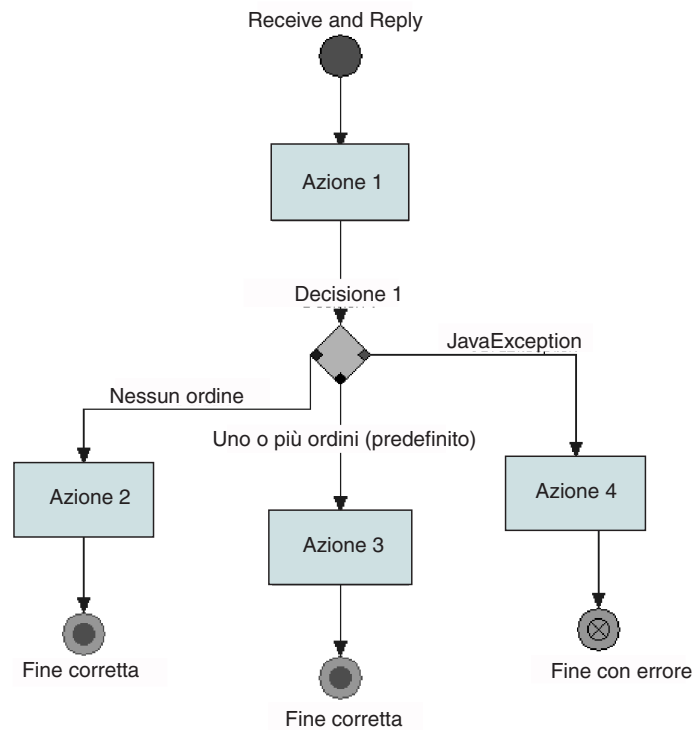 Receive and Reply
Azione 1
Decisione 1
JavaException
Nessun ordine
Uno o più ordini (predefinito)
Azione 2
Azione 3
Azione 4
Fine corretta
Fine con errore
Fine corretta